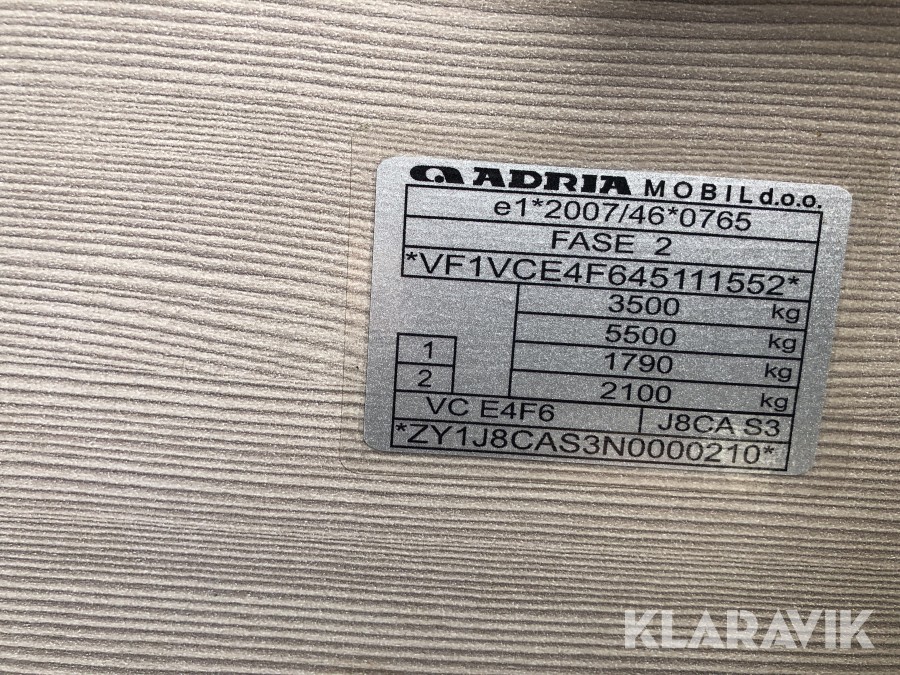 ADRIA MOBIL d.o.o.
e1*2007/46*0765
FASE 2
*VF1VCE4F645111552*
3500 kg
5500 kg
1 1790 kg
2 2100 kg
VC E4F6 J8CA S3
*ZY1J8CAS3N0000210*
KLARAVIK